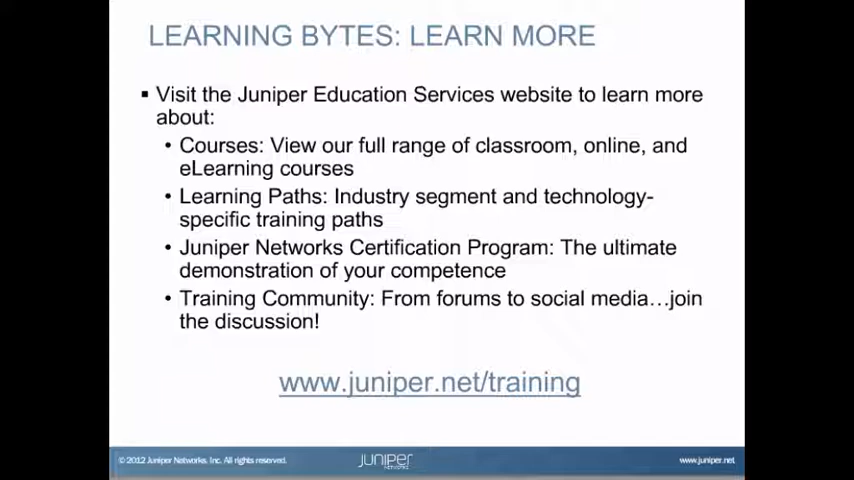 LEARNING BYTES: LEARN MORE
▪ Visit the Juniper Education Services website to learn more
about:
• Courses: View our full range of classroom, online, and
eLearning courses
• Learning Paths: Industry segment and technology-
specific training paths
• Juniper Networks Certification Program: The ultimate
demonstration of your competence
• Training Community: From forums to social media…join
the discussion!
www.juniper.net/training
© 2012 Juniper Networks, Inc. All rights reserved.
JUNIPER
NETWORKS
www.juniper.net